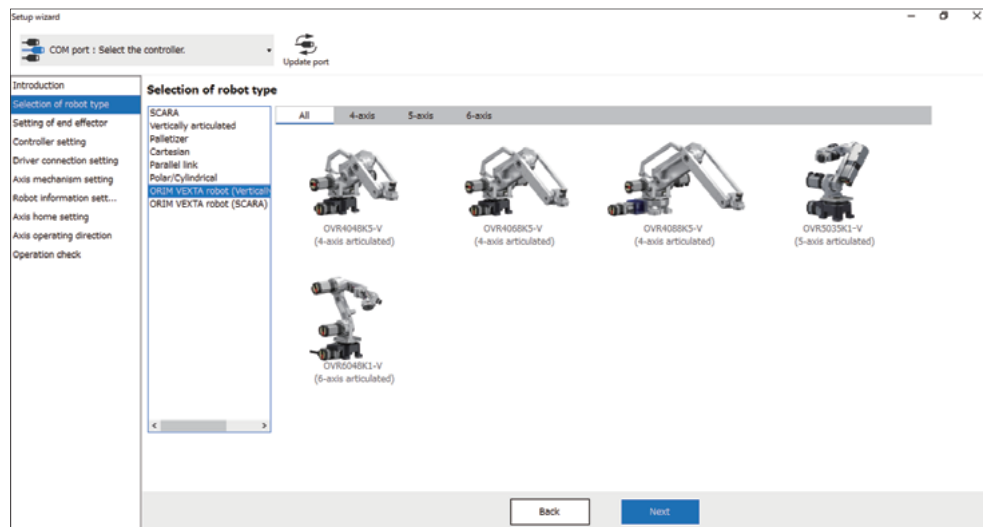 Setup wizard
COM port : Select the controller.
Update port
Introduction
Selection of robot type
Setting of end effector
Controller setting
Driver connection setting
Axis mechanism setting
Robot information sett...
Axis home setting
Axis operating direction
Operation check
Selection of robot type
SCARA
Vertically articulated
Palletizer
Cartesian
Parallel link
Polar/Cylindrical
ORIM VEXTA robot (Vertically
ORIM VEXTA robot (SCARA)
All 4-axis 5-axis 6-axis
OVR4048K5-V
(4-axis articulated)
OVR4068K5-V
(4-axis articulated)
OVR4088K5-V
(4-axis articulated)
OVR5035K1-V
(5-axis articulated)
OVR6048K1-V
(6-axis articulated)
Back Next